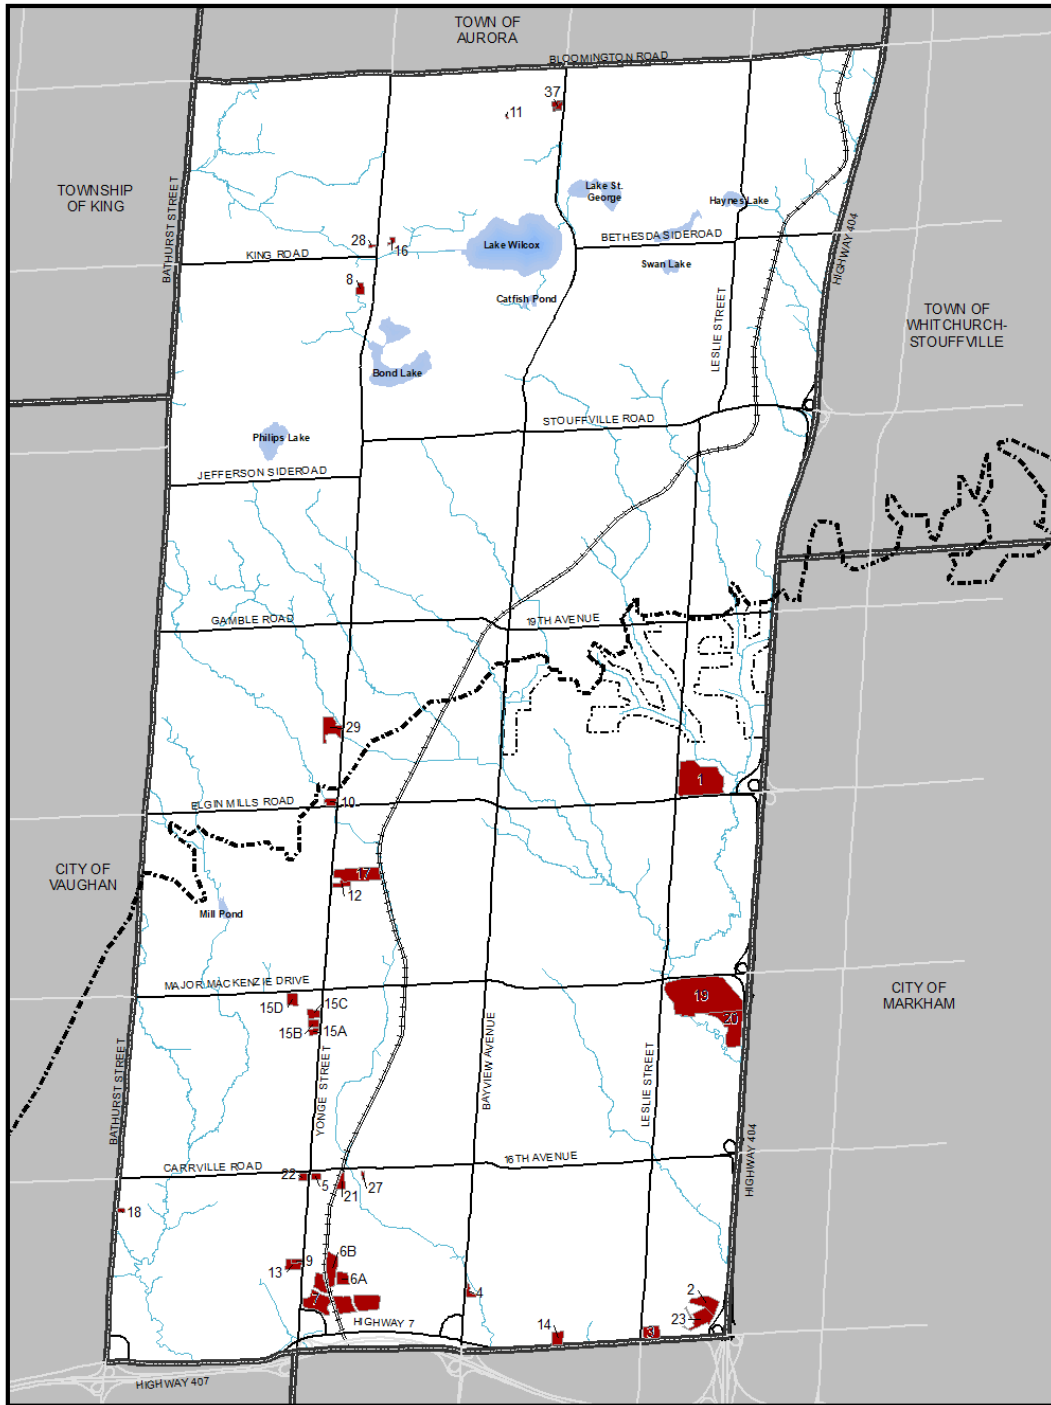 TOWN OF
AURORA
BLOOMINGTON ROAD
37
11
TOWNSHIP
OF KING
BATHURST STREET
Lake St.
George
Haynes Lake
HIGHWAY 404
28
16
KING ROAD
Lake Wilcox
BETHESDA SIDEROAD
Swan Lake
8
Catfish Pond
LESLIE STREET
TOWN OF
WHITCHURCH-
STOUFFVILLE
Bond Lake
STOUFFVILLE ROAD
Philips Lake
JEFFERSON SIDEROAD
GAMBLE ROAD
19TH AVENUE
29
1
ELGIN MILLS ROAD
10
CITY OF
VAUGHAN
17
12
Mill Pond
MAJOR MACKENZIE DRIVE
15D
15C
15B
15A
19
20
CITY OF
MARKHAM
BATHURST STREET
YONGE STREET
BAYVIEW AVENUE
LESLIE STREET
HIGHWAY 404
CARRVILLE ROAD
16TH AVENUE
22
5
21
27
18
6B
9
13
6A
7
4
2
23
HIGHWAY 7
14
3
HIGHWAY 407